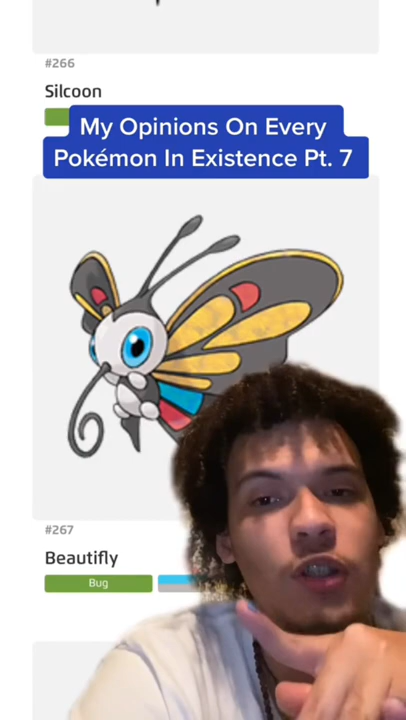 #266
Silcoon
My Opinions On Every
Pokémon In Existence Pt. 7
#267
Beautifly
Bug